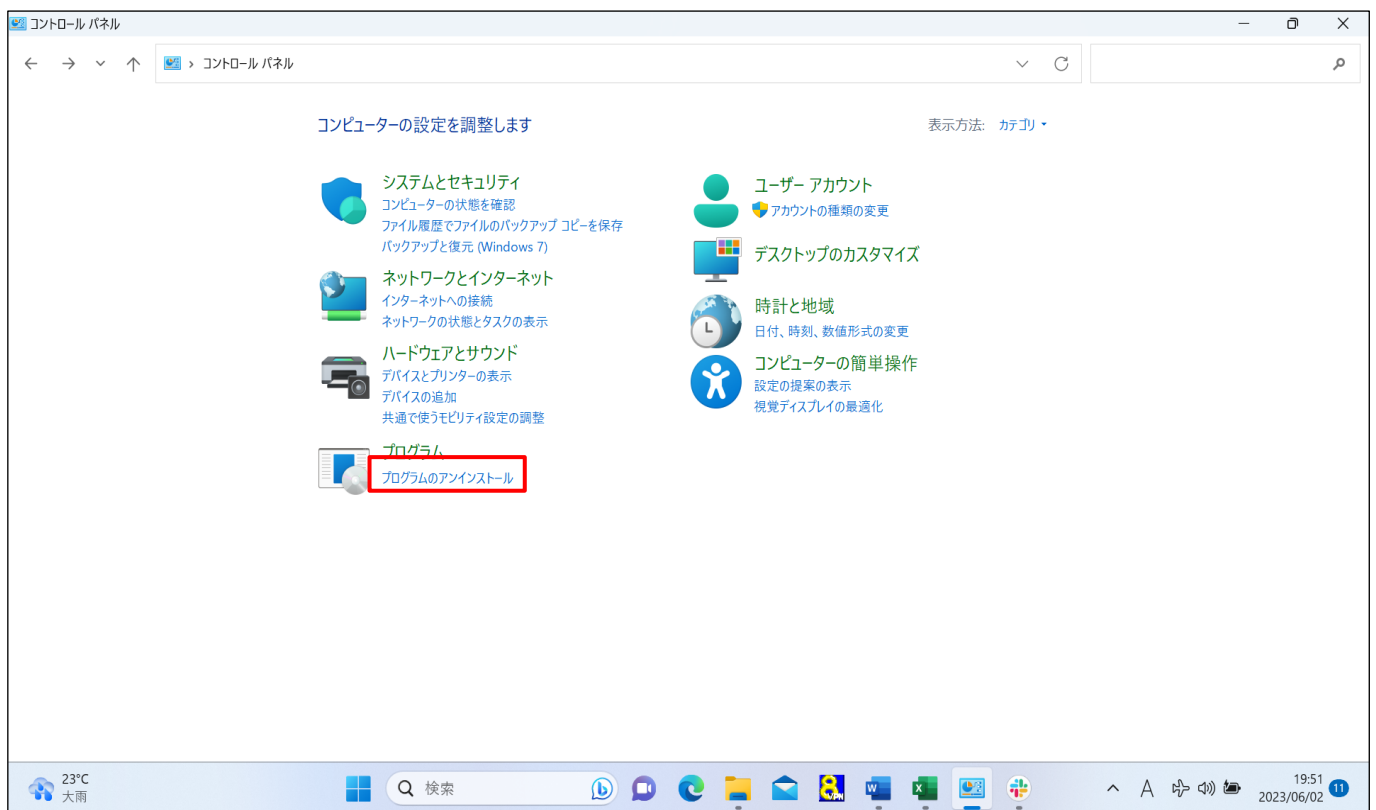 コントロール パネル
コントロール パネル
コンピューターの設定を調整します
表示方法: カテゴリ
システムとセキュリティ
コンピューターの状態を確認
ファイル履歴でファイルのバックアップ コピーを保存
バックアップと復元 (Windows 7)
ネットワークとインターネット
インターネットへの接続
ネットワークの状態とタスクの表示
ハードウェアとサウンド
デバイスとプリンターの表示
デバイスの追加
共通で使うモビリティ設定の調整
プログラム
プログラムのアンインストール
ユーザー アカウント
アカウントの種類の変更
デスクトップのカスタマイズ
時計と地域
日付、時刻、数値形式の変更
コンピューターの簡単操作
設定の提案の表示
視覚ディスプレイの最適化
23°C
大雨
検索
8
VPN
W
X
A
19:51
2023/06/02
11